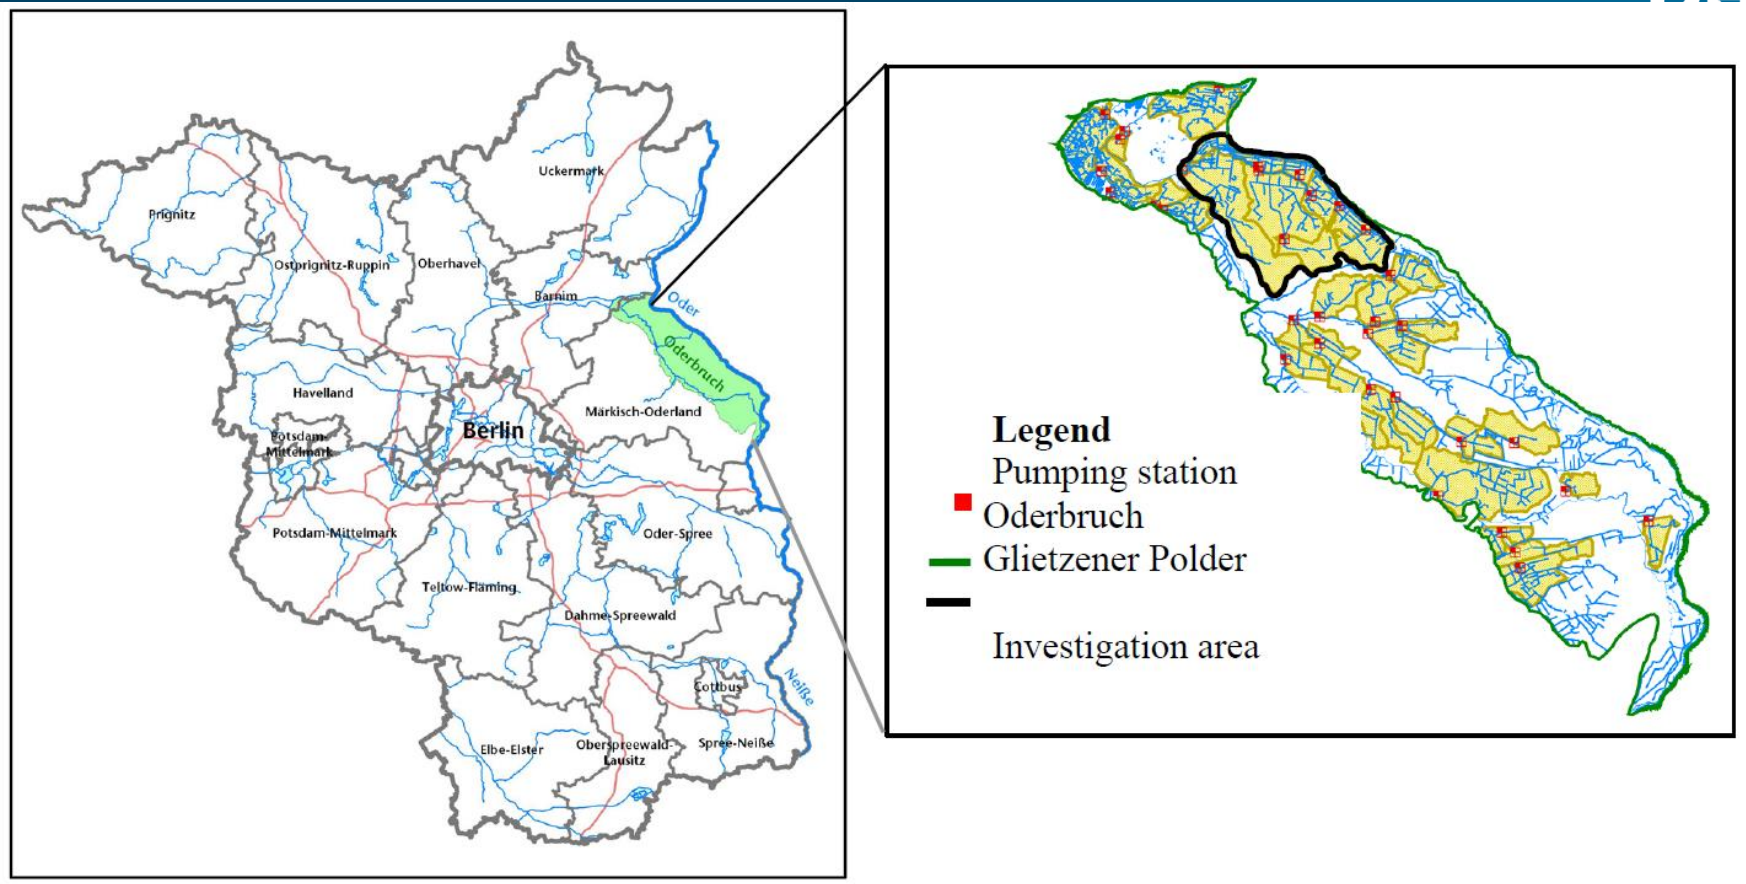 Uckermark
Prignitz
Ostprignitz-Ruppin
Oberhavel
Barnim
Oder
Oderbruch
Havelland
Märkisch-Oderland
Berlin
Potsdam-
Mittelmark
Potsdam-Mittelmark
Oder-Spree
Teltow-Fläming
Dahme-Spreewald
Cottbus
Neiße
Elbe-Elster
Oberspreewald-
Lausitz
Spree-Neiße
Legend
Pumping station
Oderbruch
Glietzener Polder
Investigation area